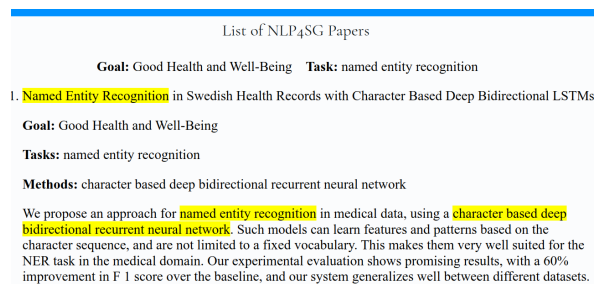 List of NLP4SG Papers
Goal: Good Health and Well-Being Task: named entity recognition
1. Named Entity Recognition in Swedish Health Records with Character Based Deep Bidirectional LSTMs
Goal: Good Health and Well-Being
Tasks: named entity recognition
Methods: character based deep bidirectional recurrent neural network
We propose an approach for named entity recognition in medical data, using a character based deep
bidirectional recurrent neural network. Such models can learn features and patterns based on the
character sequence, and are not limited to a fixed vocabulary. This makes them very well suited for the
NER task in the medical domain. Our experimental evaluation shows promising results, with a 60%
improvement in F 1 score over the baseline, and our system generalizes well between different datasets.